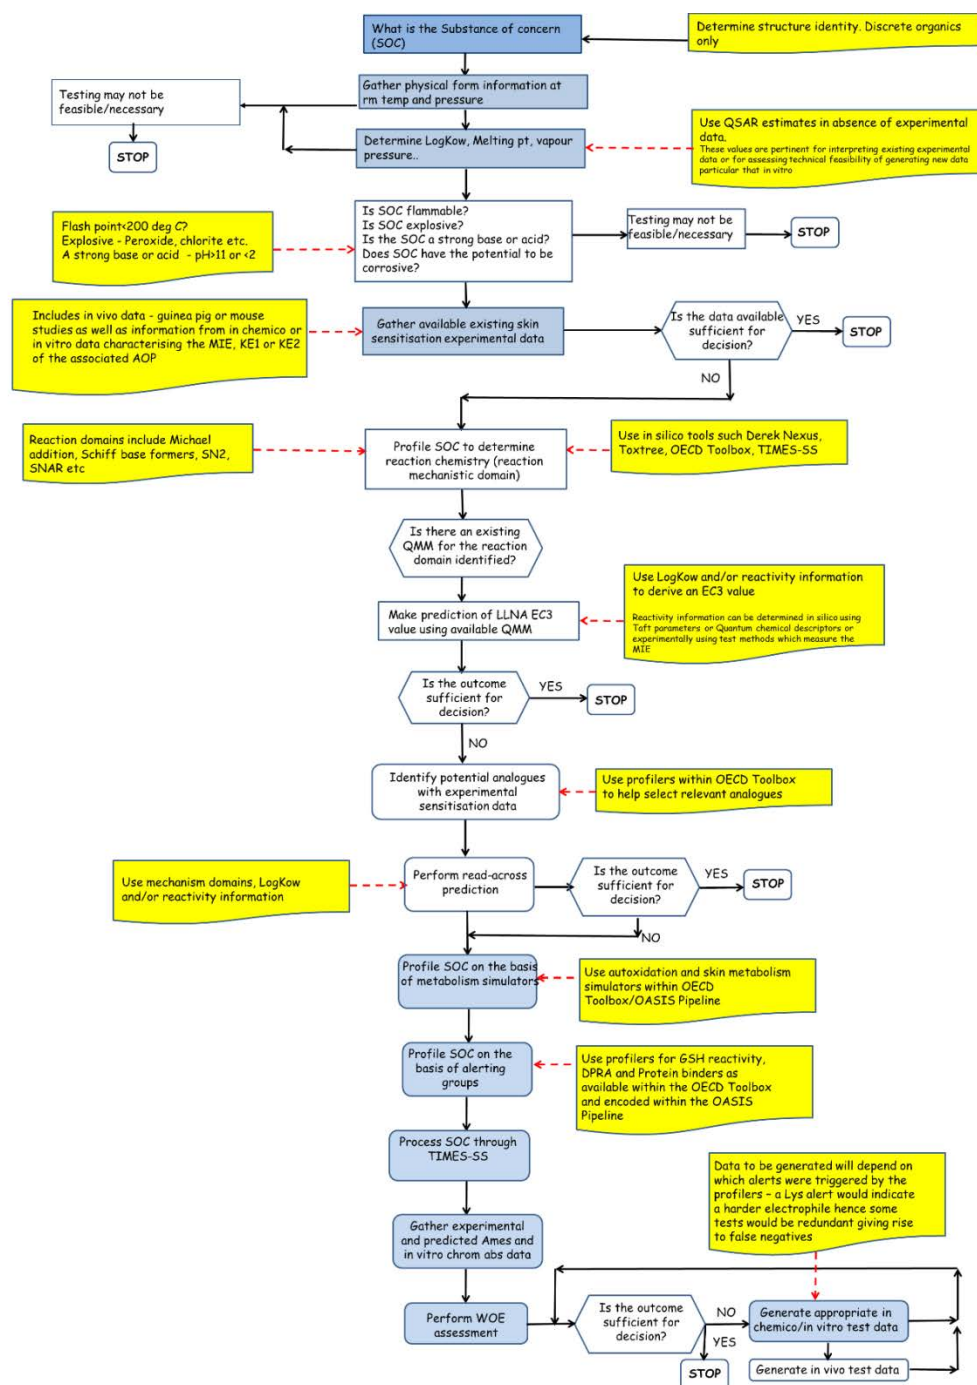 What is the Substance of concern
(SOC)
Determine structure identity. Discrete organics
only
Gather physical form information at
rm temp and pressure
Testing may not be
feasible/necessary
STOP
Determine LogKow, Melting pt, vapour
pressure..
Use QSAR estimates in absence of experimental
data.
These values are pertinent for interpreting existing experimental
data or for assessing technical feasibility of generating new data
particular that in vitro
Flash point<200 deg C?
Explosive - Peroxide, chlorite etc.
A strong base or acid - pH>11 or <2
Is SOC flammable?
Is SOC explosive?
Is the SOC a strong base or acid?
Does SOC have the potential to be
corrosive?
Testing may not be
feasible/necessary
STOP
Includes in vivo data - guinea pig or mouse
studies as well as information from in chemico or
in vitro data characterising the MIE, KE1 or KE2
of the associated AOP
Gather available existing skin
sensitisation experimental data
Is the data available
sufficient for
decision?
YES
STOP
NO
Reaction domains include Michael
addition, Schiff base formers, SN2,
SNAR etc
Profile SOC to determine
reaction chemistry (reaction
mechanistic domain)
Use in silico tools such Derek Nexus,
Toxtree, OECD Toolbox, TIMES-SS
Is there an existing
QMM for the reaction
domain identified?
Make prediction of LLNA EC3
value using available QMM
Use LogKow and/or reactivity information
to derive an EC3 value
Reactivity information can be determined in silico using
Taft parameters or Quantum chemical descriptors or
experimentally using test methods which measure the
MIE
Is the outcome
sufficient for
decision?
YES
STOP
NO
Identify potential analogues
with experimental
sensitisation data
Use profilers within OECD Toolbox
to help select relevant analogues
Use mechanism domains, LogKow
and/or reactivity information
Perform read-across
prediction
Is the outcome
sufficient for
decision?
YES
STOP
NO
Profile SOC on the basis
of metabolism simulators
Use autoxidation and skin metabolism
simulators within OECD
Toolbox/OASIS Pipeline
Profile SOC on the
basis of alerting
groups
Use profilers for GSH reactivity,
DPRA and Protein binders as
available within the OECD Toolbox
and encoded within the OASIS
Pipeline
Process SOC through
TIMES-SS
Data to be generated will depend on
which alerts were triggered by the
profilers – a Lys alert would indicate
a harder electrophile hence some
tests would be redundant giving rise
to false negatives
Gather experimental
and predicted Ames and
in vitro chrom abs data
Perform WOE
assessment
Is the outcome
sufficient for
decision?
NO
YES
STOP
Generate appropriate in
chemico/in vitro test data
Generate in vivo test data